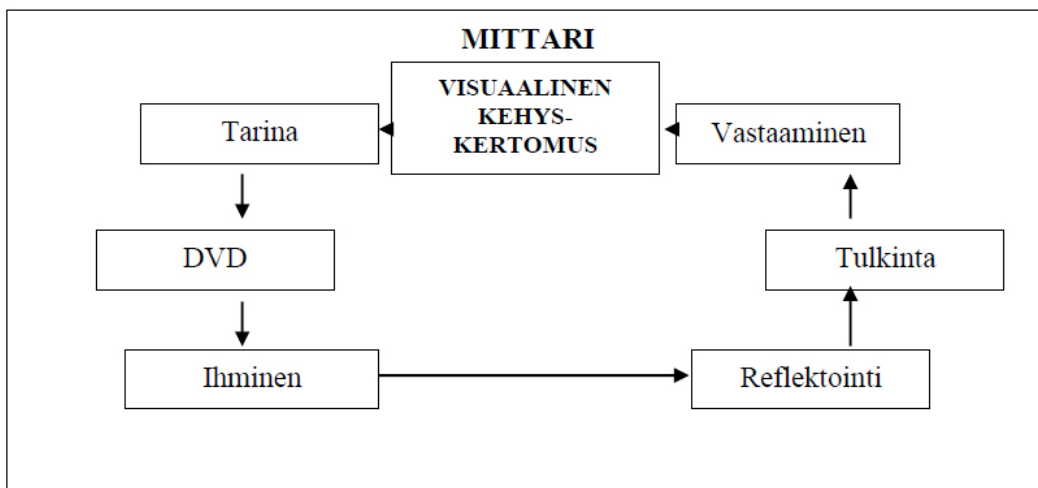 MITTARI
VISUAALINEN
KEHYS-
KERTOMUS
Tarina
Vastaaminen
DVD
Tulkinta
Ihminen
Reflektointi